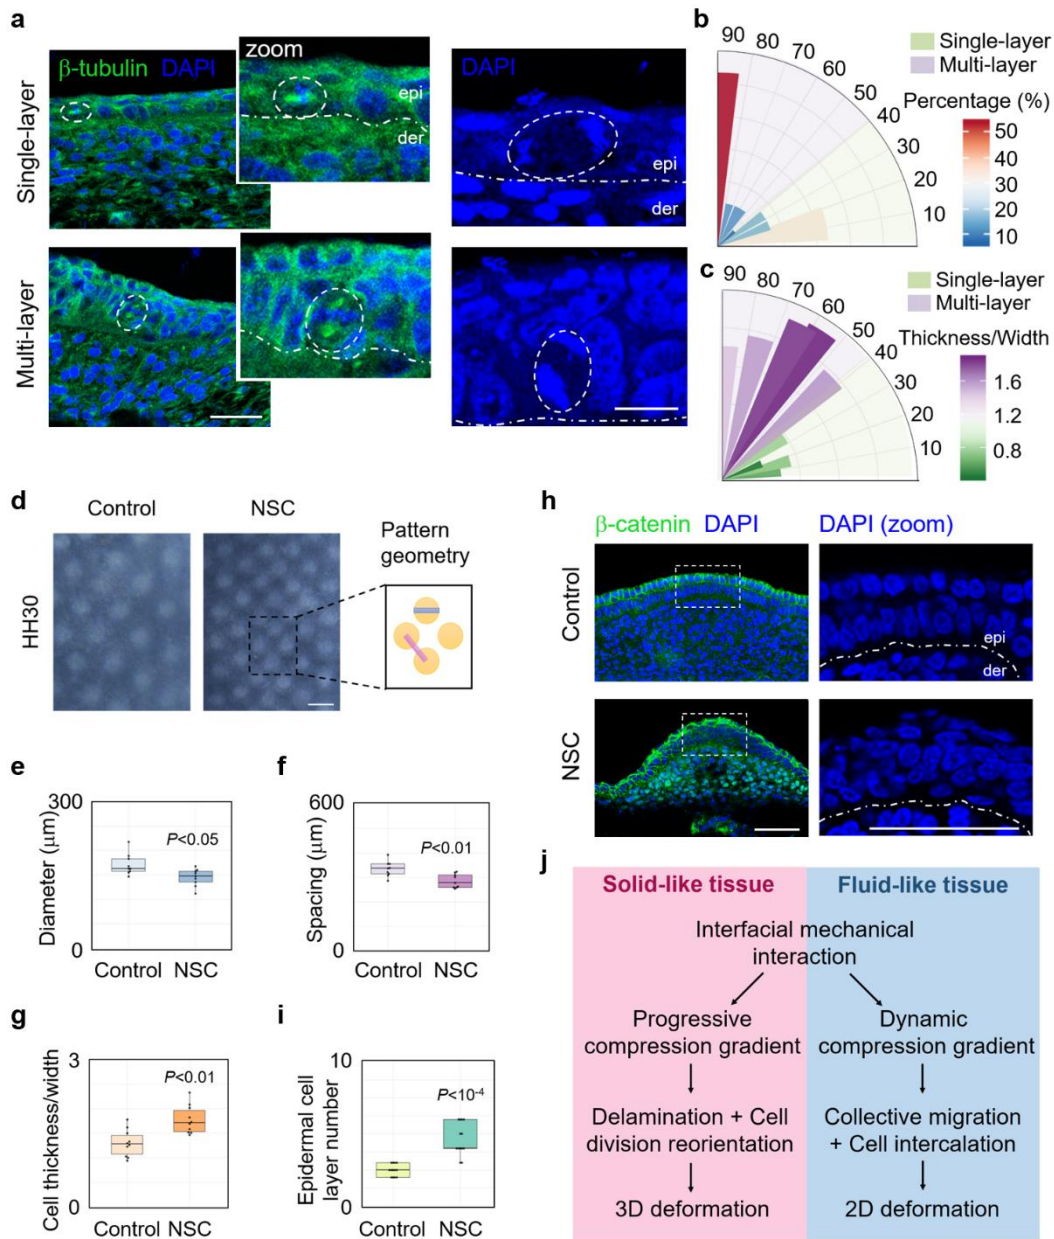 a
β-tubulin DAPI
zoom
epi
der
DAPI
epi
der
Single-layer
Multi-layer
b
90
80
70
60
50
40
30
20
10
Single-layer
Multi-layer
Percentage (%)
50
40
30
20
10
c
90
80
70
60
50
40
30
20
10
Single-layer
Multi-layer
Thickness/Width
1.6
1.2
0.8
d
Control
NSC
HH30
Pattern
geometry
e
300
P<0.05
Diameter (μm)
0
Control
NSC
f
600
P<0.01
Spacing (μm)
0
Control
NSC
g
3
P<0.01
Cell thickness/width
0
Control
NSC
h
β-catenin DAPI
DAPI (zoom)
Control
epi
der
NSC
i
10
P<10⁻⁴
Epidermal cell
layer number
0
Control
NSC
j
Solid-like tissue
Fluid-like tissue
Interfacial mechanical
interaction
Progressive
compression gradient
Dynamic
compression gradient
Delamination + Cell
division reorientation
Collective migration
+ Cell intercalation
3D deformation
2D deformation